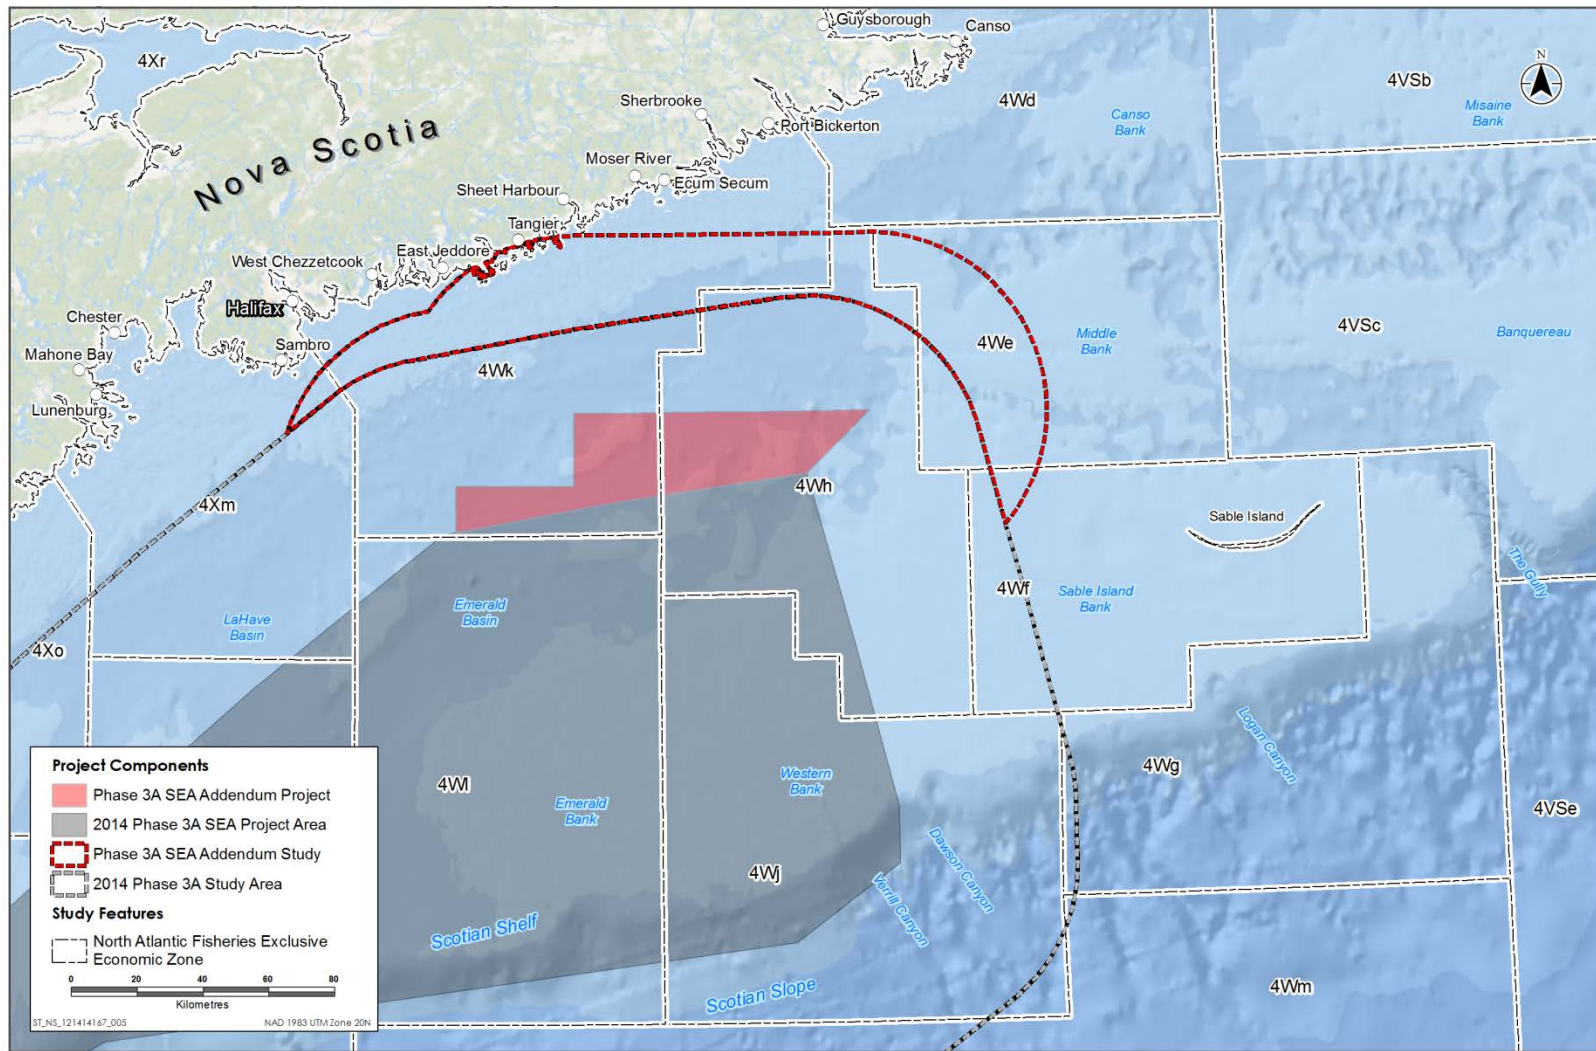 Guysborough
Canso
N
4Xr
4VSb
4Wd
Misaine
Bank
Sherbrooke
Canso
Bank
Port Bickerton
Nova Scotia
Moser River
Ecum Secum
Sheet Harbour
Tangier
East Jeddore
West Chezzetcook
Halifax
Chester
Sambro
Mahone Bay
Lunenburg
4VSc
Banquereau
Middle
Bank
4We
4Wk
4Wh
4Xm
Sable Island
The Gully
4Wf
Sable Island
Bank
Emerald
Basin
LaHave
Basin
4Xo
Logan Canyon
4Wg
4Wl
Western
Bank
Emerald
Bank
4VSe
Dawson Canyon
Verrill Canyon
4Wj
Scotian Shelf
Scotian Slope
4Wm
Project Components
Phase 3A SEA Addendum Project
2014 Phase 3A SEA Project Area
Phase 3A SEA Addendum Study
2014 Phase 3A Study Area
Study Features
North Atlantic Fisheries Exclusive
Economic Zone
0 20 40 60 80
Kilometres
ST_NS_121414167_005 NAD 1983 UTM Zone 20N